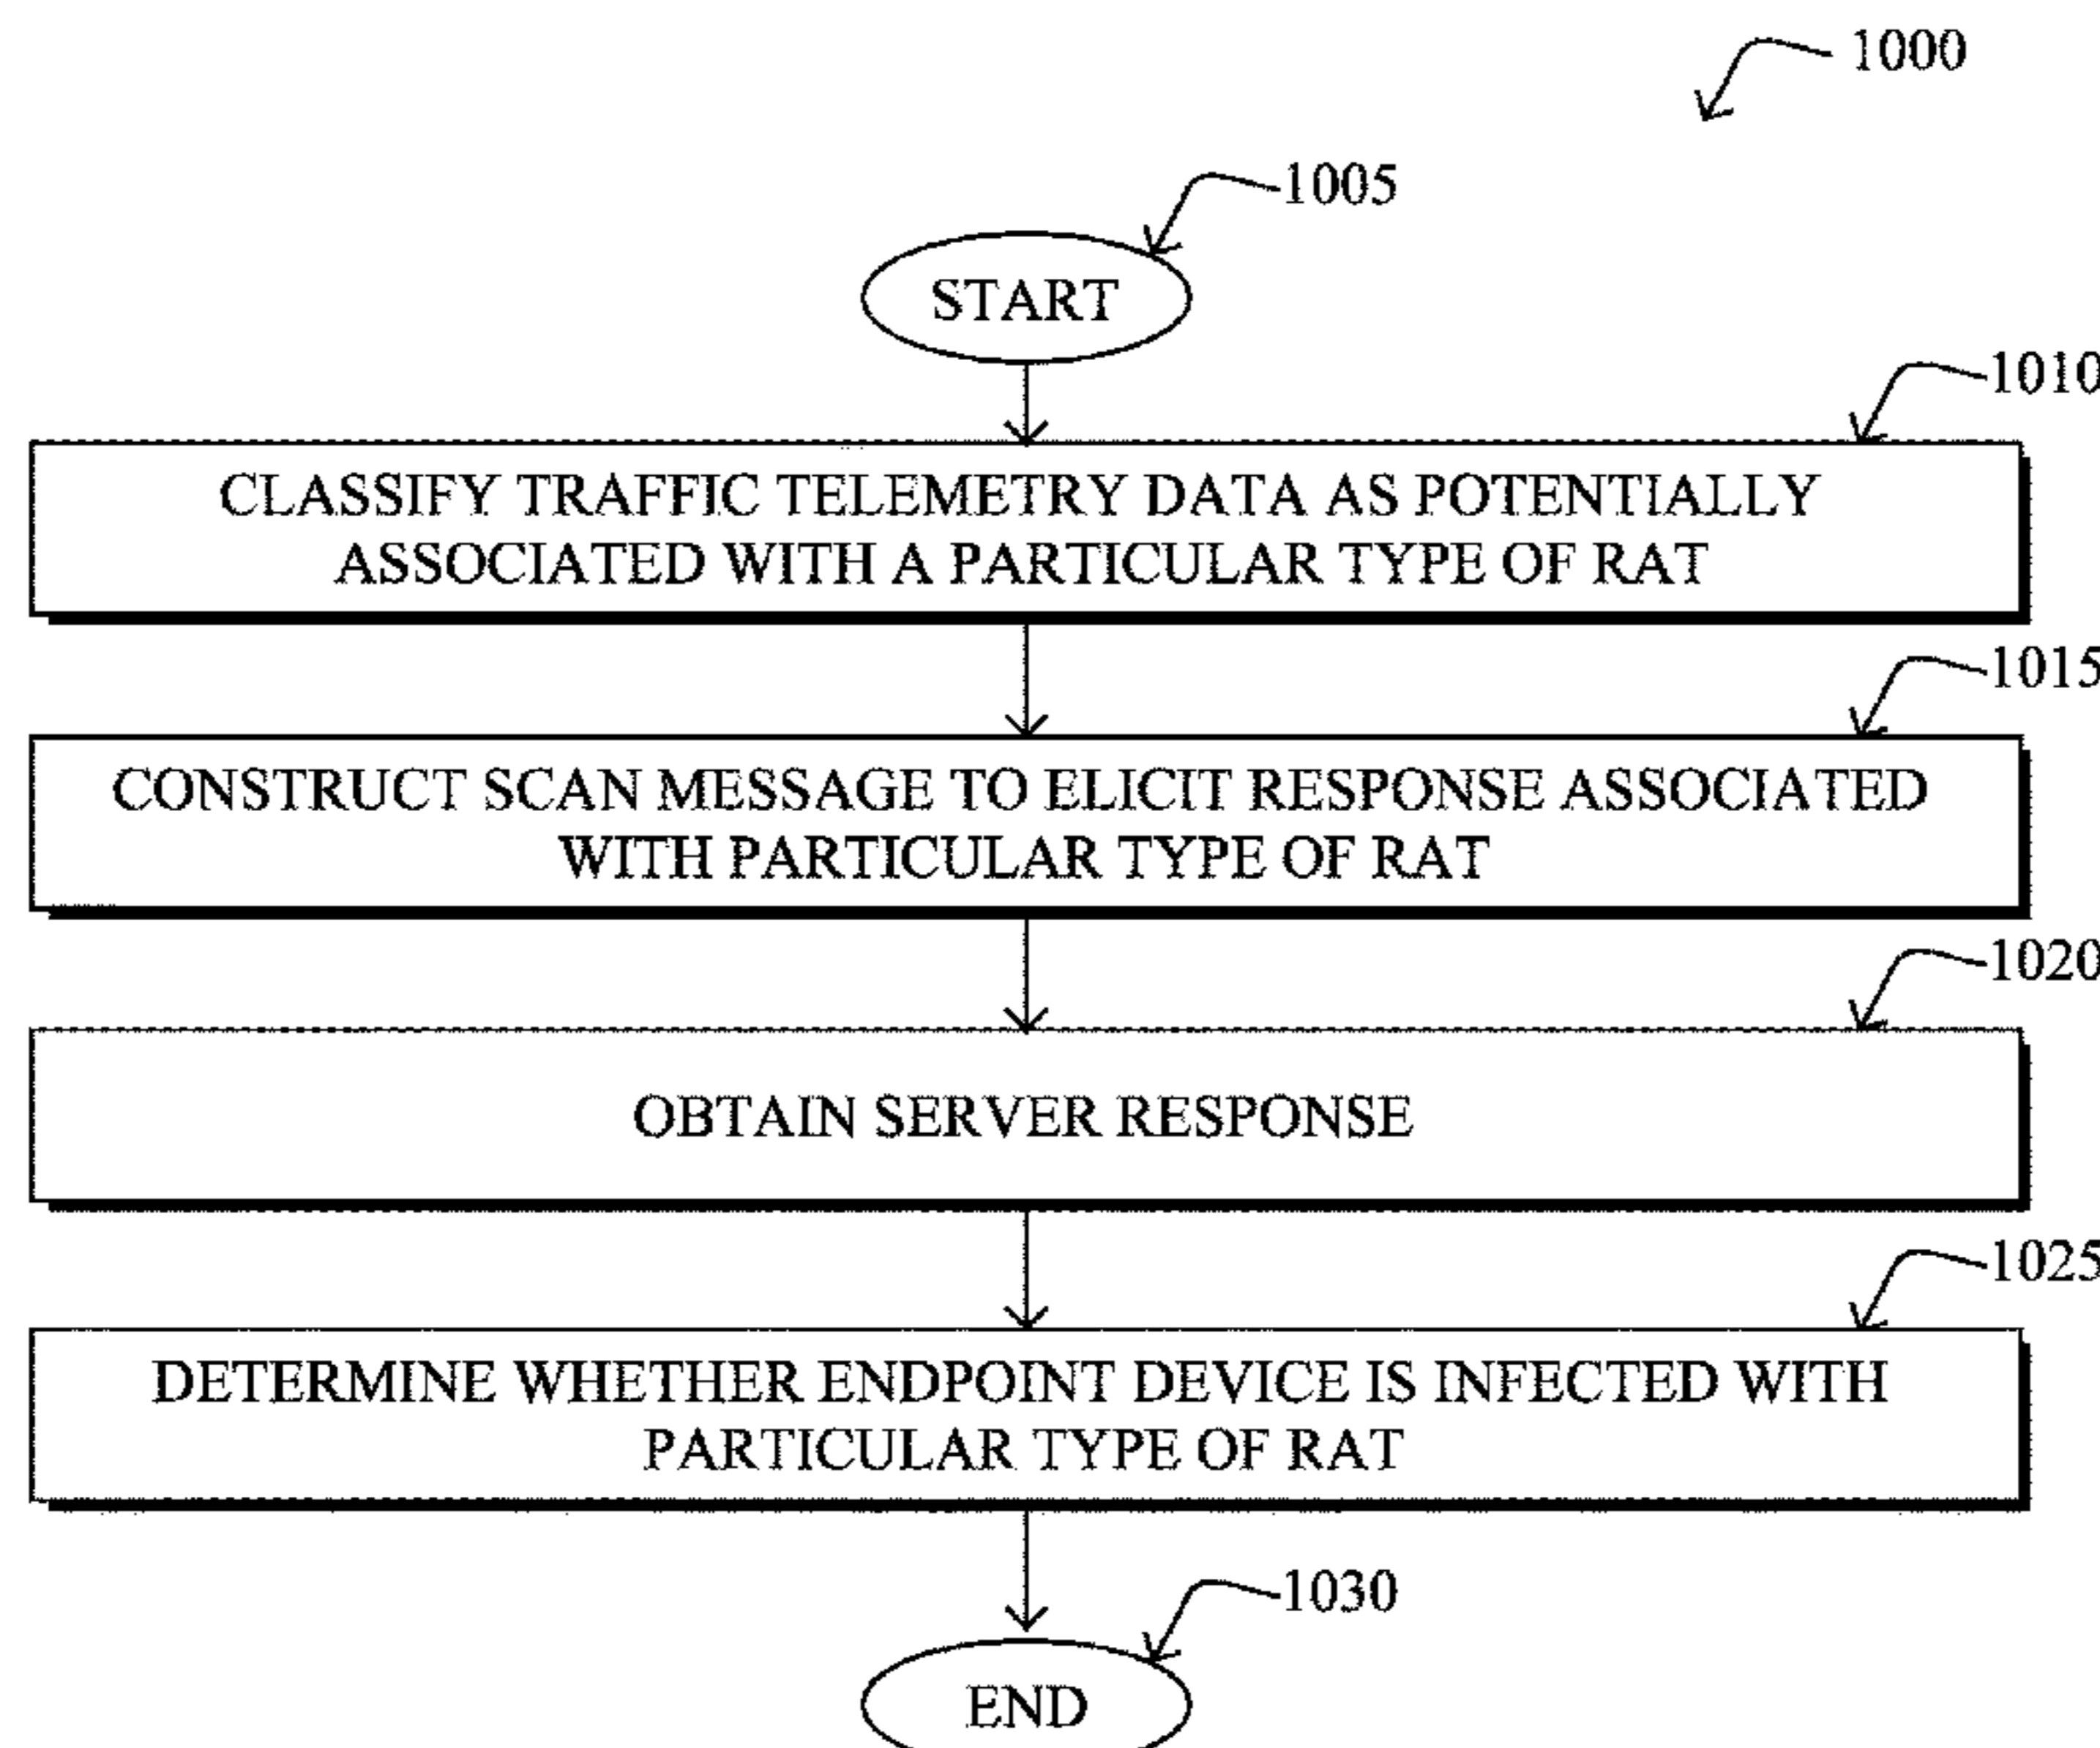 1000
1005
START
1010
CLASSIFY TRAFFIC TELEMETRY DATA AS POTENTIALLY
ASSOCIATED WITH A PARTICULAR TYPE OF RAT
1015
CONSTRUCT SCAN MESSAGE TO ELICIT RESPONSE ASSOCIATED
WITH PARTICULAR TYPE OF RAT
1020
OBTAIN SERVER RESPONSE
1025
DETERMINE WHETHER ENDPOINT DEVICE IS INFECTED WITH
PARTICULAR TYPE OF RAT
1030
END